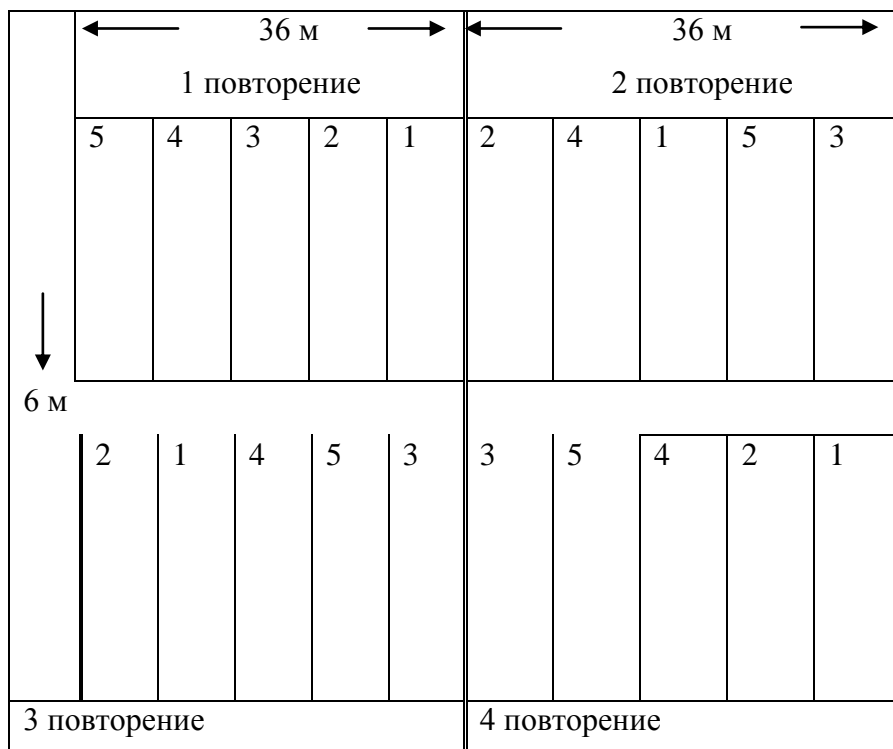 36 м 36 м
1 повторение 2 повторение
5 4 3 2 1 2 4 1 5 3
6 м
2 1 4 5 3 3 5 4 2 1
3 повторение 4 повторение